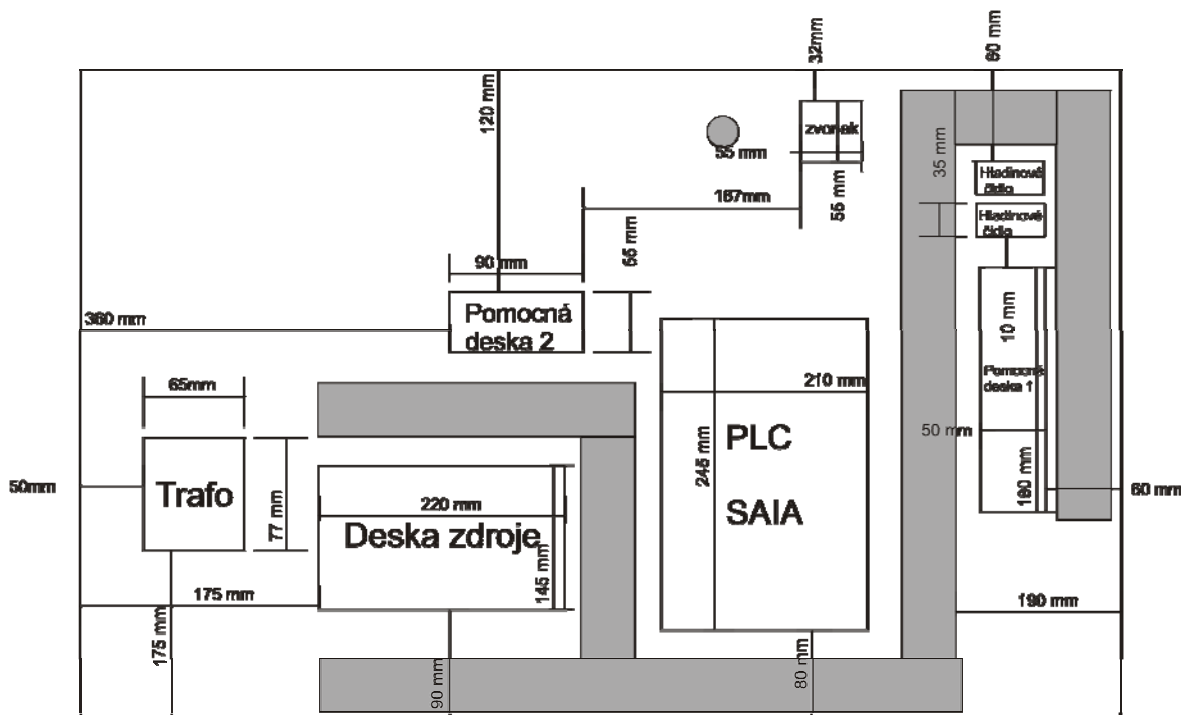 32mm
60 mm
120 mm
zvonek
55 mm
35 mm
Hladinové
čidlo
55 mm
167mm
Hladinové
čidlo
55 mm
90 mm
Pomocná
deska 2
360 mm
10 mm
65mm
210 mm
Pomocná
deska 1
PLC
50 mm
245 mm
50mm
Trafo
77 mm
220 mm
SAIA
180 mm
60 mm
Deska zdroje
145 mm
175 mm
190 mm
175 mm
90 mm
80 mm